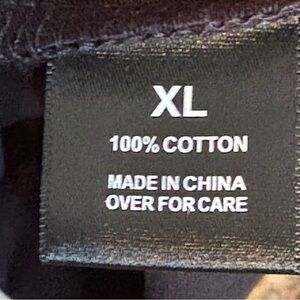 XL
100% COTTON
MADE IN CHINA
OVER FOR CARE